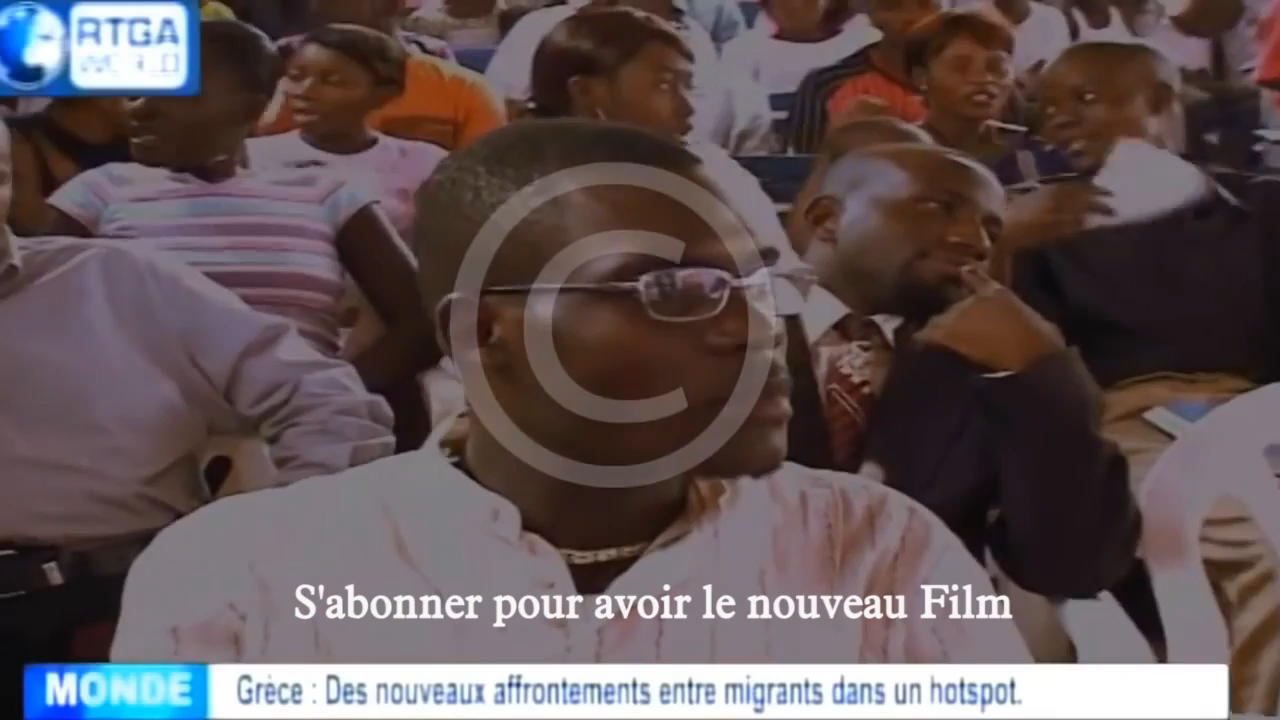 RTGA
WORLD
©
S'abonner pour avoir le nouveau Film
MONDE
Grèce : Des nouveaux affrontements entre migrants dans un hotspot.